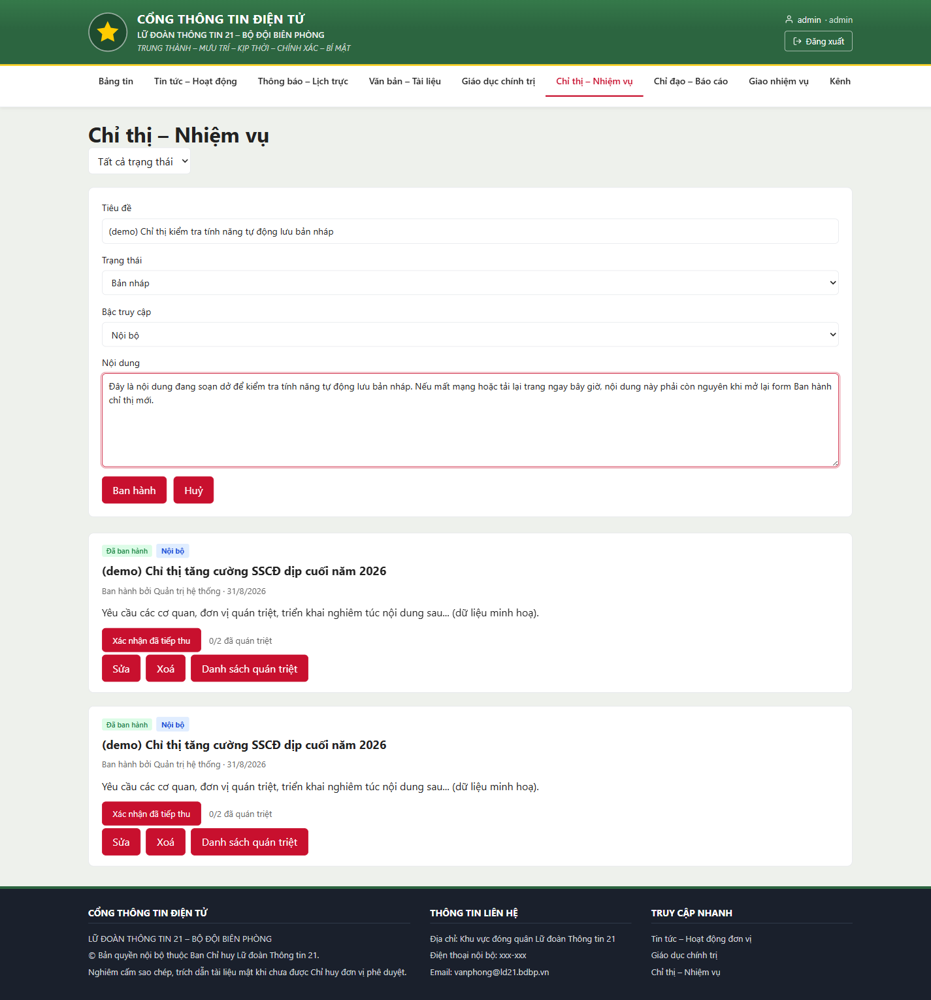 CỔNG THÔNG TIN ĐIỆN TỬ
LỮ ĐOÀN THÔNG TIN 21 – BỘ ĐỘI BIÊN PHÒNG
TRUNG THÀNH – MƯU TRÍ – KỊP THỜI – CHÍNH XÁC – BÍ MẬT
admin · admin
Đăng xuất
Bảng tin
Tin tức – Hoạt động
Thông báo – Lịch trực
Văn bản – Tài liệu
Giáo dục chính trị
Chỉ thị – Nhiệm vụ
Chỉ đạo – Báo cáo
Giao nhiệm vụ
Kênh
Chỉ thị – Nhiệm vụ
Tất cả trạng thái
Tiêu đề
(demo) Chỉ thị kiểm tra tính năng tự động lưu bản nháp
Trạng thái
Bản nháp
Bậc truy cập
Nội bộ
Nội dung
Đây là nội dung đang soạn dở để kiểm tra tính năng tự động lưu bản nháp. Nếu mất mạng hoặc tải lại trang ngay bây giờ, nội dung này phải còn nguyên khi mở lại form Ban hành
chỉ thị mới.
Ban hành
Huỷ
Đã ban hành
Nội bộ
(demo) Chỉ thị tăng cường SSCĐ dịp cuối năm 2026
Ban hành bởi Quản trị hệ thống · 31/8/2026
Yêu cầu các cơ quan, đơn vị quán triệt, triển khai nghiêm túc nội dung sau... (dữ liệu minh hoạ).
Xác nhận đã tiếp thu
0/2 đã quán triệt
Sửa
Xoá
Danh sách quán triệt
Đã ban hành
Nội bộ
(demo) Chỉ thị tăng cường SSCĐ dịp cuối năm 2026
Ban hành bởi Quản trị hệ thống · 31/8/2026
Yêu cầu các cơ quan, đơn vị quán triệt, triển khai nghiêm túc nội dung sau... (dữ liệu minh hoạ).
Xác nhận đã tiếp thu
0/2 đã quán triệt
Sửa
Xoá
Danh sách quán triệt
CỔNG THÔNG TIN ĐIỆN TỬ
LỮ ĐOÀN THÔNG TIN 21 – BỘ ĐỘI BIÊN PHÒNG
© Bản quyền nội bộ thuộc Ban Chỉ huy Lữ đoàn Thông tin 21.
Nghiêm cấm sao chép, trích dẫn tài liệu mật khi chưa được Chỉ huy đơn vị phê duyệt.
THÔNG TIN LIÊN HỆ
Địa chỉ: Khu vực đóng quân Lữ đoàn Thông tin 21
Điện thoại nội bộ: xxx-xxx
Email: vanphong@ld21.bdbp.vn
TRUY CẬP NHANH
Tin tức – Hoạt động đơn vị
Giáo dục chính trị
Chỉ thị – Nhiệm vụ